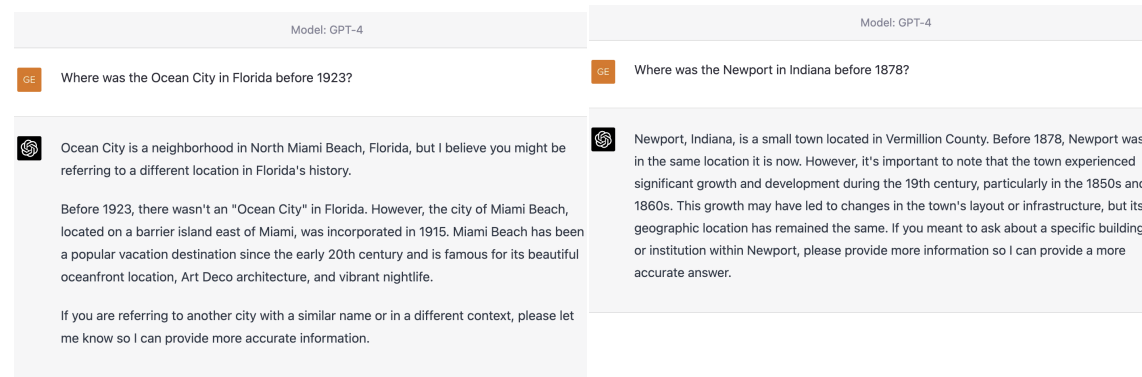 Model: GPT-4
GE
Where was the Ocean City in Florida before 1923?
Ocean City is a neighborhood in North Miami Beach, Florida, but I believe you might be
referring to a different location in Florida's history.
Before 1923, there wasn't an "Ocean City" in Florida. However, the city of Miami Beach,
located on a barrier island east of Miami, was incorporated in 1915. Miami Beach has been
a popular vacation destination since the early 20th century and is famous for its beautiful
oceanfront location, Art Deco architecture, and vibrant nightlife.
If you are referring to another city with a similar name or in a different context, please let
me know so I can provide more accurate information.
Model: GPT-4
GE
Where was the Newport in Indiana before 1878?
Newport, Indiana, is a small town located in Vermillion County. Before 1878, Newport was
in the same location it is now. However, it's important to note that the town experienced
significant growth and development during the 19th century, particularly in the 1850s and
1860s. This growth may have led to changes in the town's layout or infrastructure, but its
geographic location has remained the same. If you meant to ask about a specific building
or institution within Newport, please provide more information so I can provide a more
accurate answer.